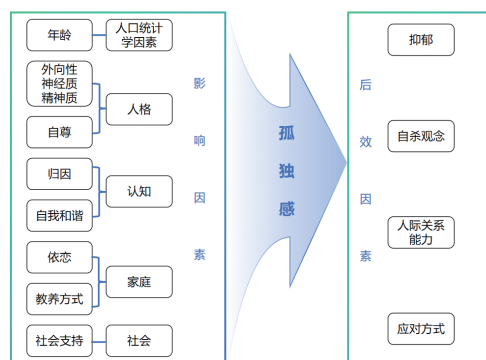 年龄
人口统计
学因素
外向性
神经质
精神质
人格
自尊
归因
认知
自我和谐
依恋
家庭
教养方式
社会支持
社会
影
响
因
素
孤
独
感
后
效
因
素
抑郁
自杀观念
人际关系
能力
应对方式